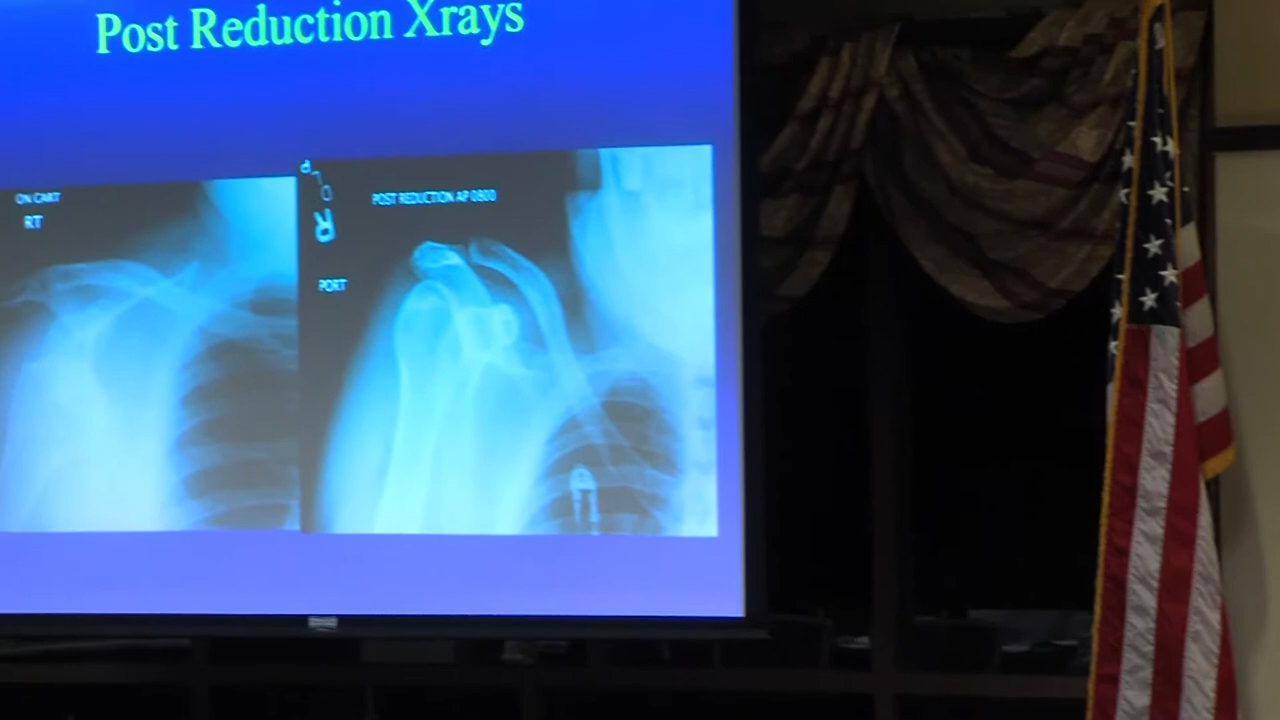 Post Reduction Xrays
ON CART
RT
R
POST REDUCTION AP 0800
PORT